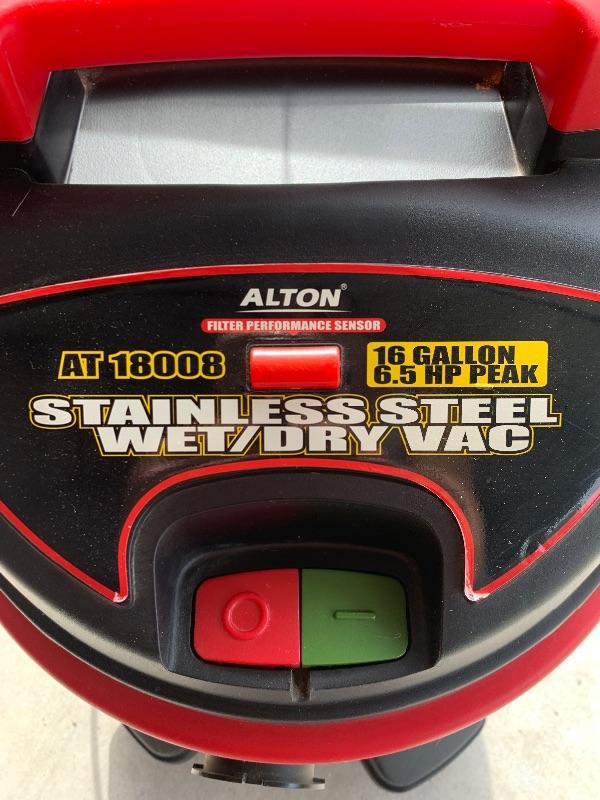 ALTON®
FILTER PERFORMANCE SENSOR
AT 18008
16 GALLON
6.5 HP PEAK
STAINLESS STEEL
WET/DRY VAC